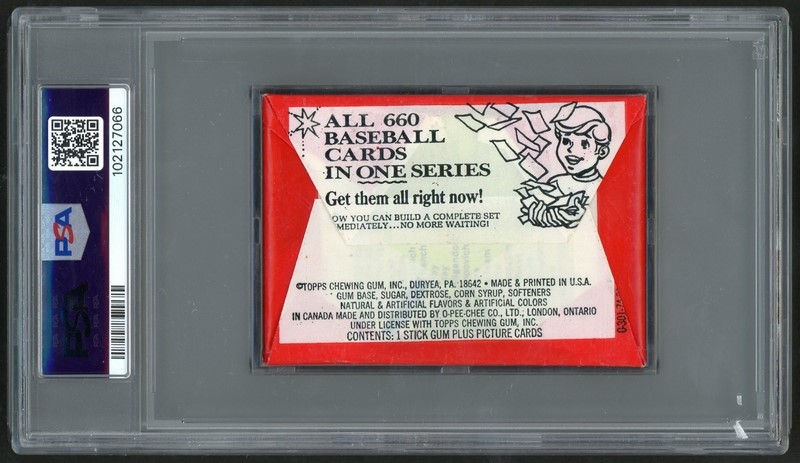 ALL 660
BASEBALL
CARDS
IN ONE SERIES
Get them all right now!
OW YOU CAN BUILD A COMPLETE SET
MEDIATELY...NO MORE WAITING!
©TOPPS CHEWING GUM, INC., DURYEA, PA. 18642 • MADE & PRINTED IN U.S.A.
GUM BASE, SUGAR, DEXTROSE, CORN SYRUP, SOFTENERS
NATURAL & ARTIFICIAL FLAVORS & ARTIFICIAL COLORS
IN CANADA MADE AND DISTRIBUTED BY O-PEE-CHEE CO., LTD., LONDON, ONTARIO
UNDER LICENSE WITH TOPPS CHEWING GUM, INC.
CONTENTS: 1 STICK GUM PLUS PICTURE CARDS
102127066
PSA
PSA